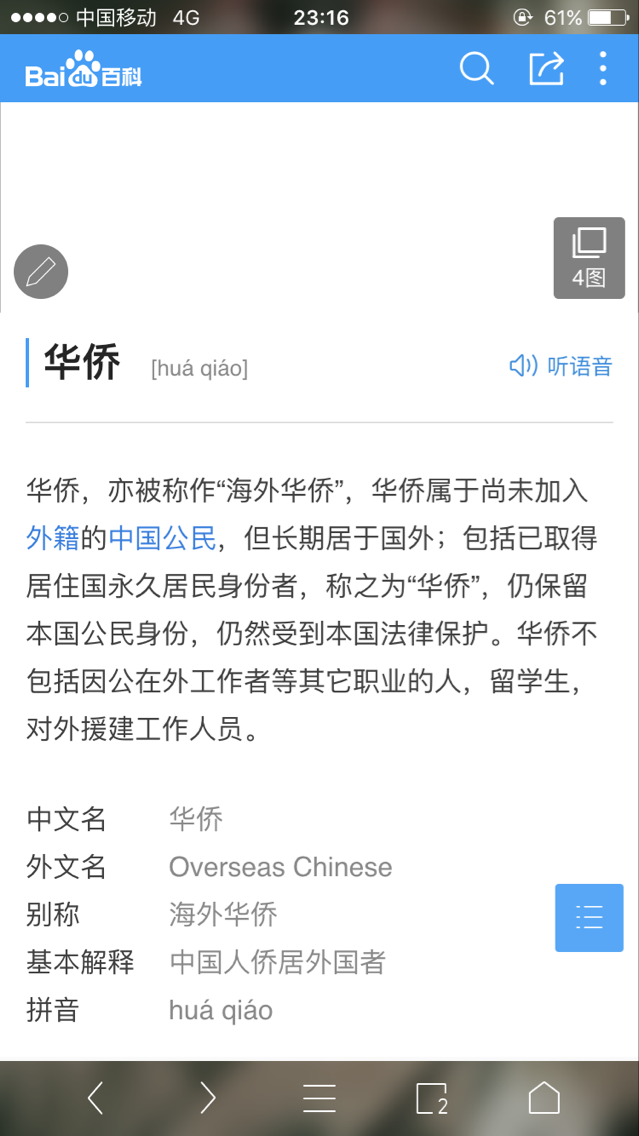 中国移动 4G 23:16 61%
Baidu百科
4图
华侨 [huá qiáo] 听语音
华侨，亦被称作“海外华侨”，华侨属于尚未加入
外籍的中国公民，但长期居于国外；包括已取得
居住国永久居民身份者，称之为“华侨”，仍保留
本国公民身份，仍然受到本国法律保护。华侨不
包括因公在外工作者等其它职业的人，留学生，
对外援建工作人员。
中文名 华侨
外文名 Overseas Chinese
别称 海外华侨
基本解释 中国人侨居外国者
拼音 huá qiáo
2